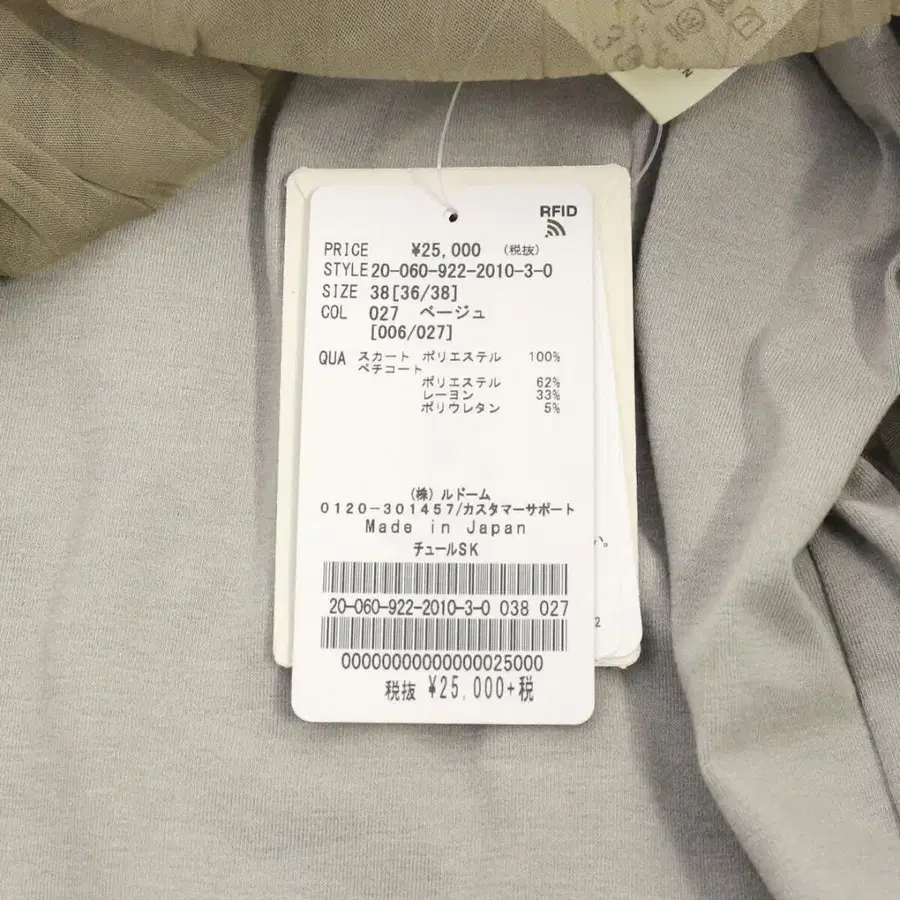 RFID
PRICE ¥25,000 (税抜)
STYLE 20-060-922-2010-3-0
SIZE 38[36/38]
COL 027 ベージュ
[006/027]
QUA スカート ポリエステル 100%
ペチコート
ポリエステル 62%
レーヨン 33%
ポリウレタン 5%
(株)ルドーム
0120-301457/カスタマーサポート
Made in Japan
チュールSK
20-060-922-2010-3-0 038 027
00000000000000025000
税抜 ¥25,000+税